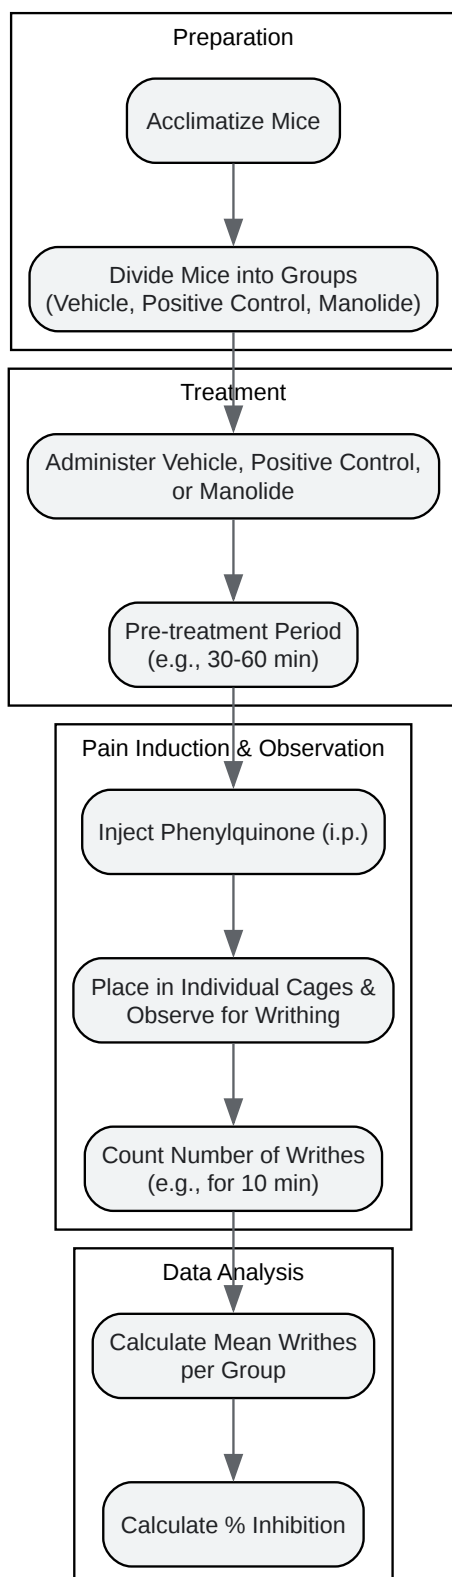 Preparation
Acclimatize Mice
Divide Mice into Groups
(Vehicle, Positive Control, Manolide)
Treatment
Administer Vehicle, Positive Control,
or Manolide
Pre-treatment Period
(e.g., 30-60 min)
Pain Induction & Observation
Inject Phenylquinone (i.p.)
Place in Individual Cages &
Observe for Writhing
Count Number of Writhes
(e.g., for 10 min)
Data Analysis
Calculate Mean Writhes
per Group
Calculate % Inhibition